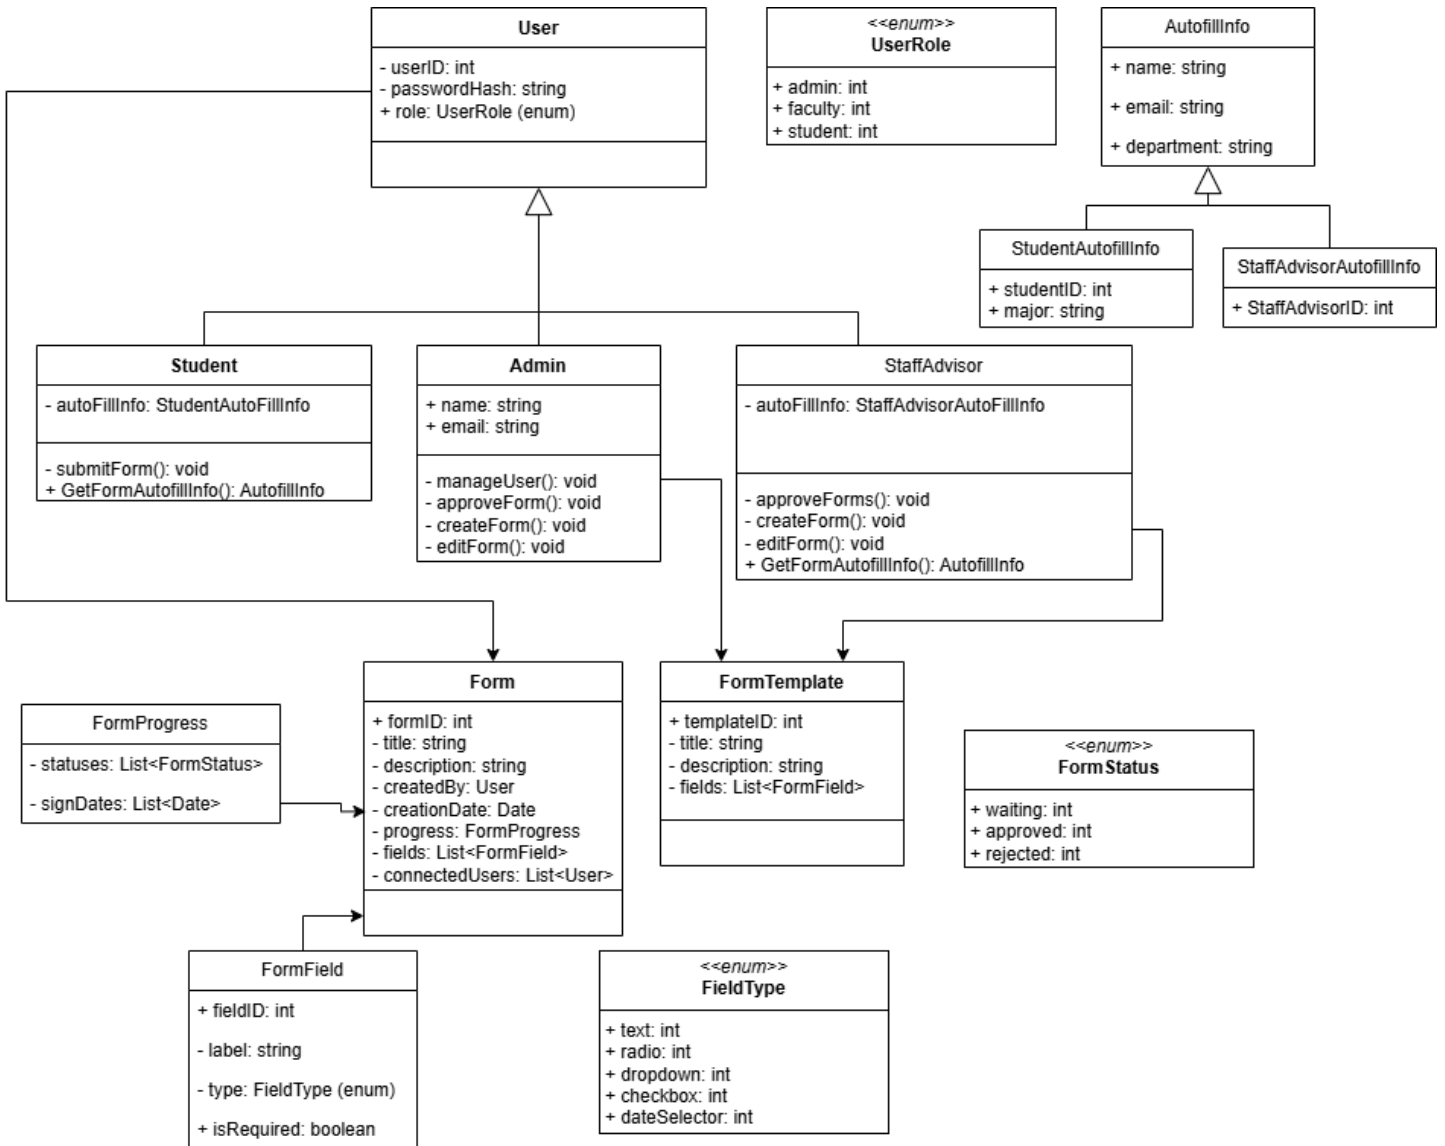 User
- userID: int
- passwordHash: string
+ role: UserRole (enum)
<<enum>>
UserRole
+ admin: int
+ faculty: int
+ student: int
AutofillInfo
+ name: string
+ email: string
+ department: string
StudentAutofillInfo
+ studentID: int
+ major: string
StaffAdvisorAutofillInfo
+ StaffAdvisorID: int
Student
- autoFillInfo: StudentAutoFillInfo
- submitForm(): void
+ GetFormAutofillInfo(): AutofillInfo
Admin
+ name: string
+ email: string
- manageUser(): void
- approveForm(): void
- createForm(): void
- editForm(): void
StaffAdvisor
- autoFillInfo: StaffAdvisorAutoFillInfo
- approveForms(): void
- createForm(): void
- editForm(): void
+ GetFormAutofillInfo(): AutofillInfo
FormProgress
- statuses: List<FormStatus>
- signDates: List<Date>
Form
+ formID: int
- title: string
- description: string
- createdBy: User
- creationDate: Date
- progress: FormProgress
- fields: List<FormField>
- connectedUsers: List<User>
FormTemplate
+ templateID: int
- title: string
- description: string
- fields: List<FormField>
<<enum>>
FormStatus
+ waiting: int
+ approved: int
+ rejected: int
FormField
+ fieldID: int
- label: string
- type: FieldType (enum)
+ isRequired: boolean
<<enum>>
FieldType
+ text: int
+ radio: int
+ dropdown: int
+ checkbox: int
+ dateSelector: int